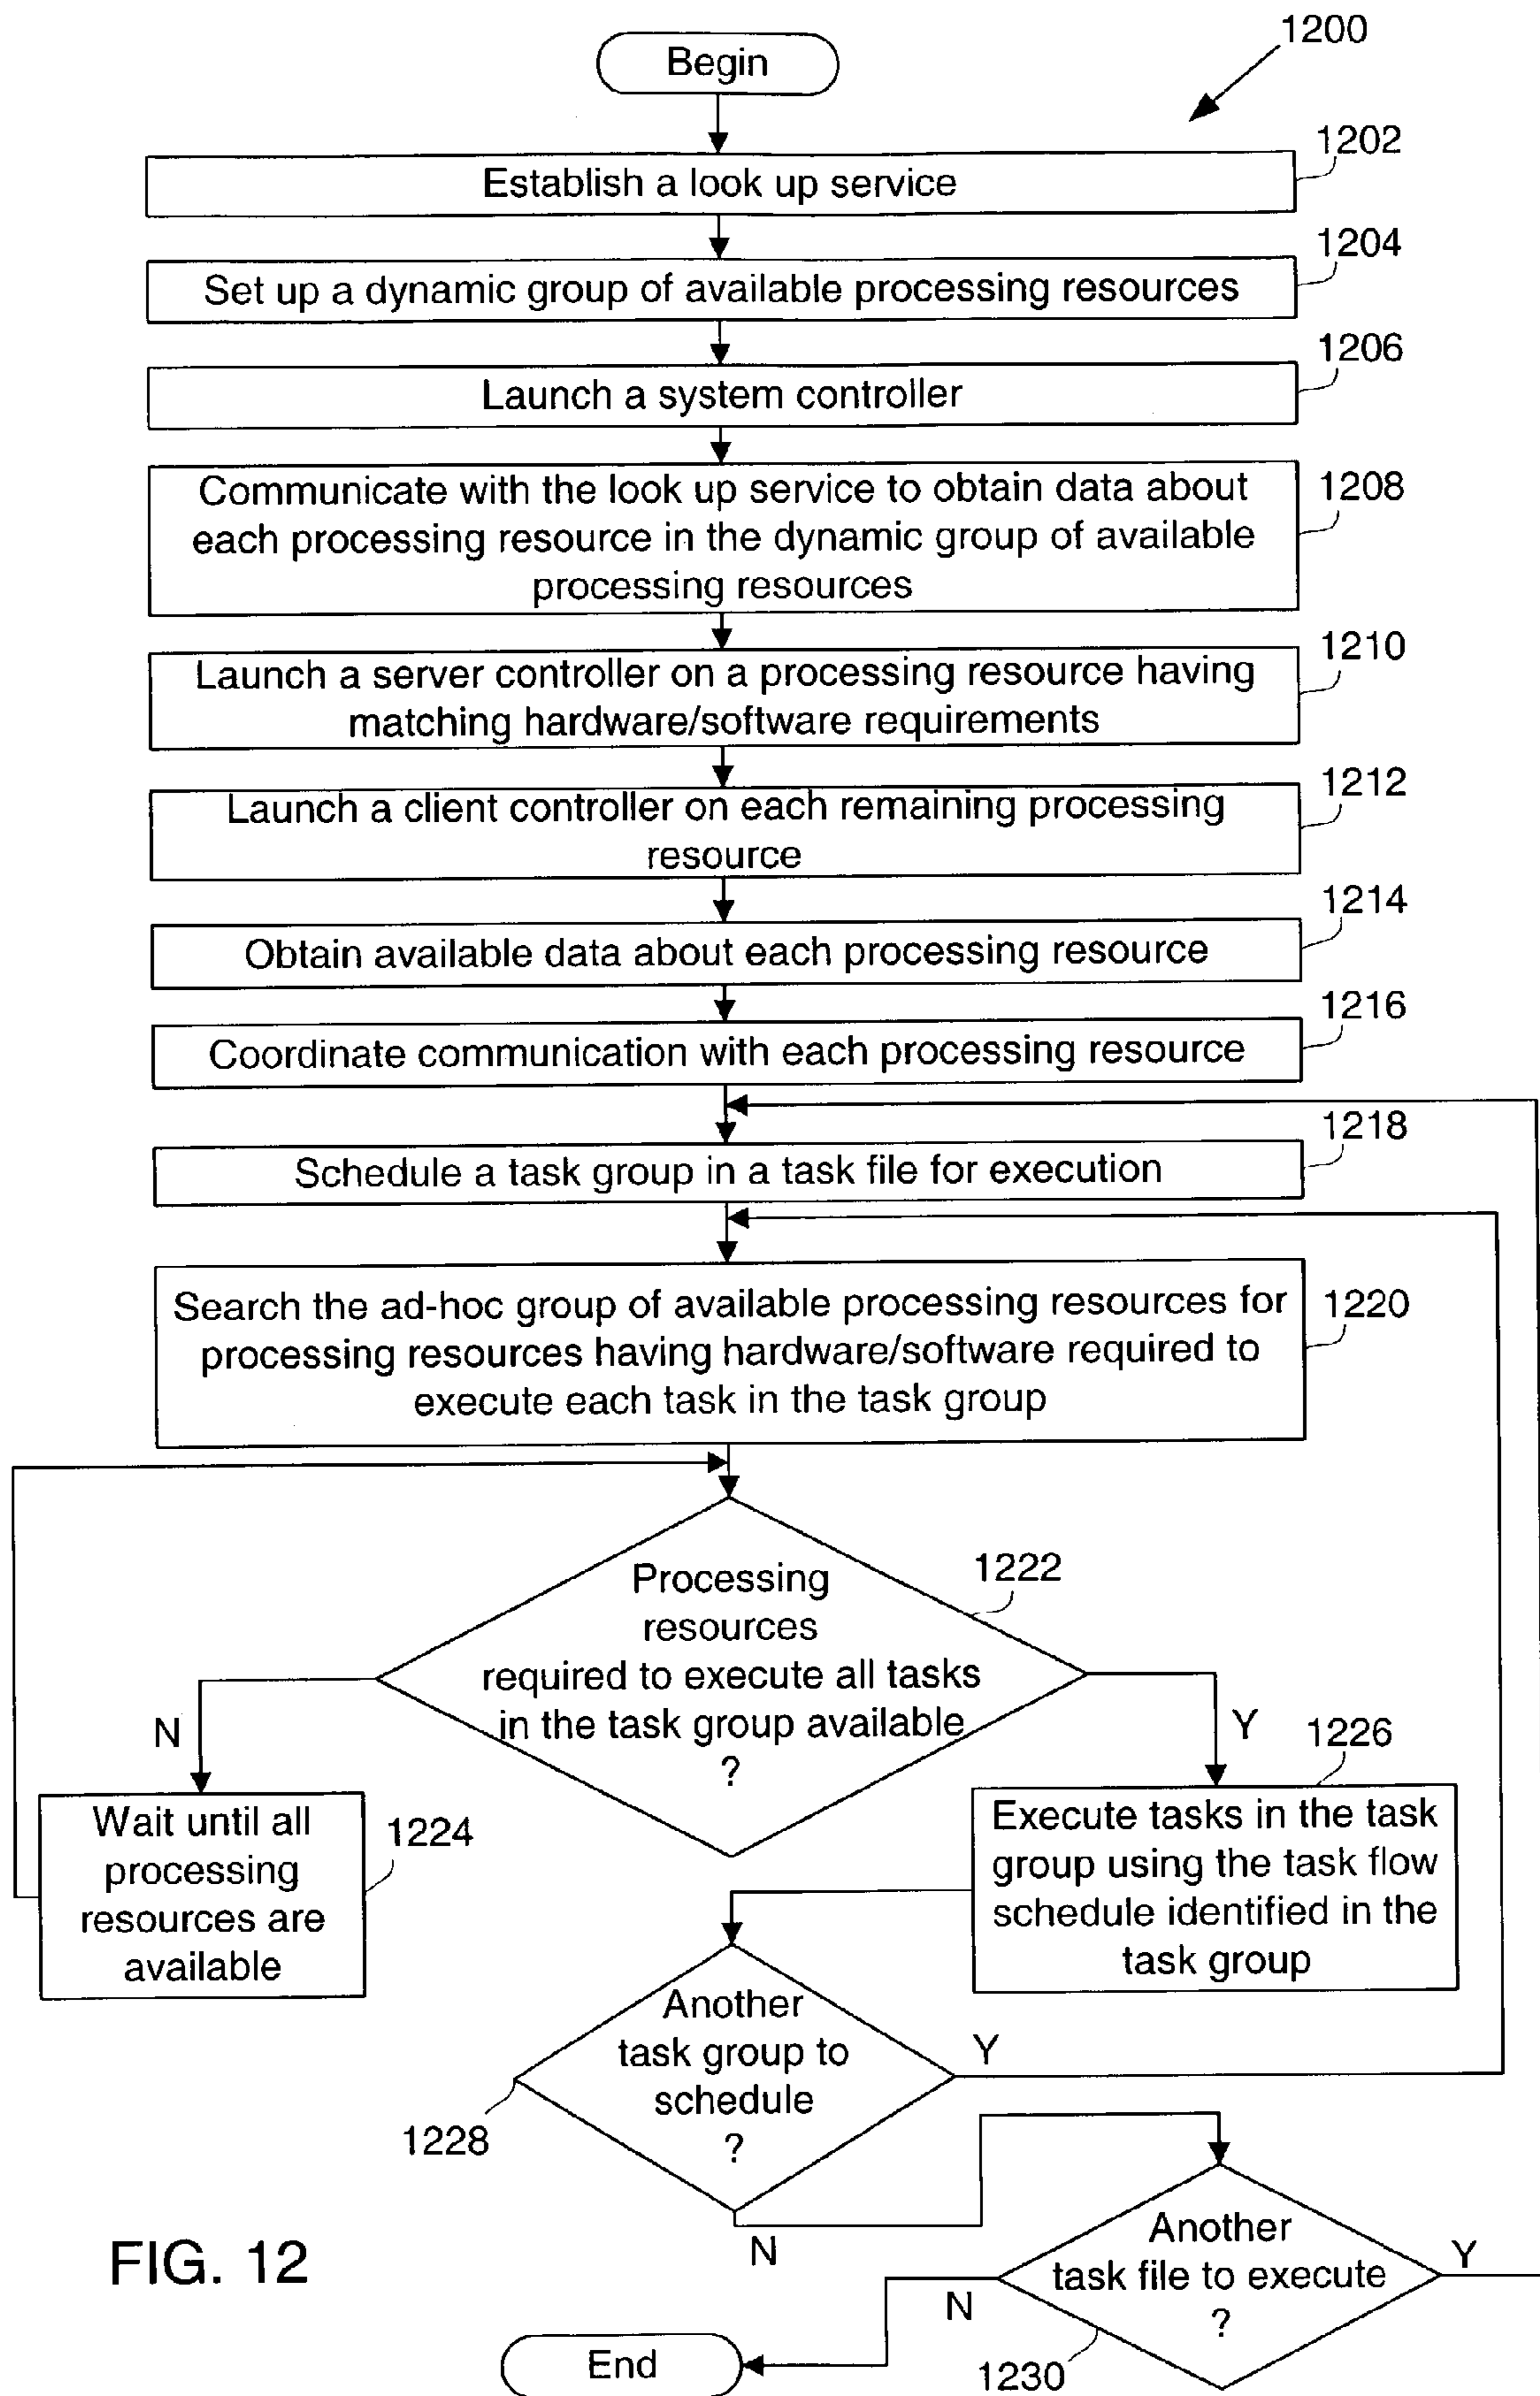 1200
Begin
1202
Establish a look up service
1204
Set up a dynamic group of available processing resources
1206
Launch a system controller
1208
Communicate with the look up service to obtain data about
each processing resource in the dynamic group of available
processing resources
1210
Launch a server controller on a processing resource having
matching hardware/software requirements
1212
Launch a client controller on each remaining processing
resource
1214
Obtain available data about each processing resource
1216
Coordinate communication with each processing resource
1218
Schedule a task group in a task file for execution
1220
Search the ad-hoc group of available processing resources for
processing resources having hardware/software required to
execute each task in the task group
1222
Processing
resources
required to execute all tasks
in the task group available
?
N
Y
1224
Wait until all
processing
resources are
available
1226
Execute tasks in the task
group using the task flow
schedule identified in the
task group
Another
task group to
schedule
?
Y
1228
N
Another
task file to execute
?
Y
N
1230
End
FIG. 12